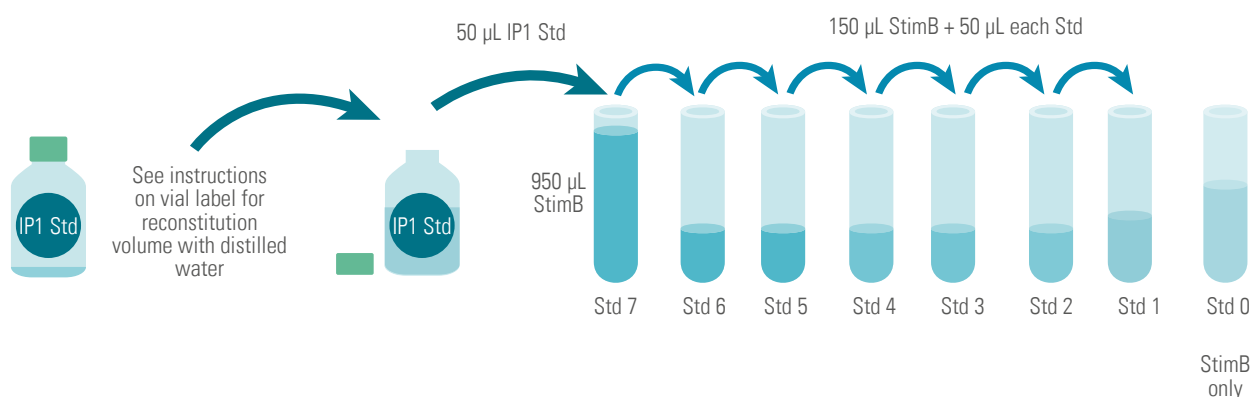 50 µL IP1 Std
150 µL StimB + 50 µL each Std
IP1 Std
See instructions
on vial label for
reconstitution
volume with distilled
water
IP1 Std
950 µL
StimB
Std 7
Std 6
Std 5
Std 4
Std 3
Std 2
Std 1
Std 0
StimB
only